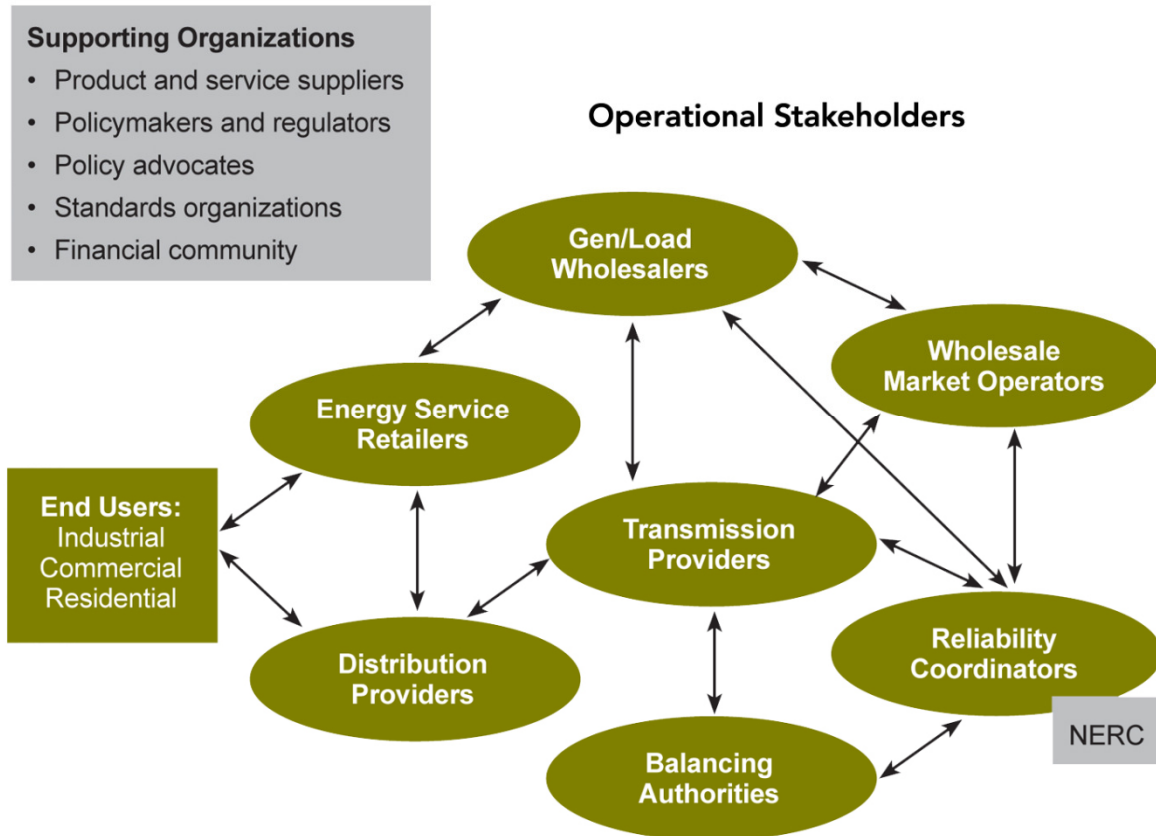 Supporting Organizations
• Product and service suppliers
• Policymakers and regulators
• Policy advocates
• Standards organizations
• Financial community
Operational Stakeholders
Gen/Load
Wholesalers
Wholesale
Market Operators
Energy Service
Retailers
End Users:
Industrial
Commercial
Residential
Transmission
Providers
Distribution
Providers
Reliability
Coordinators
NERC
Balancing
Authorities